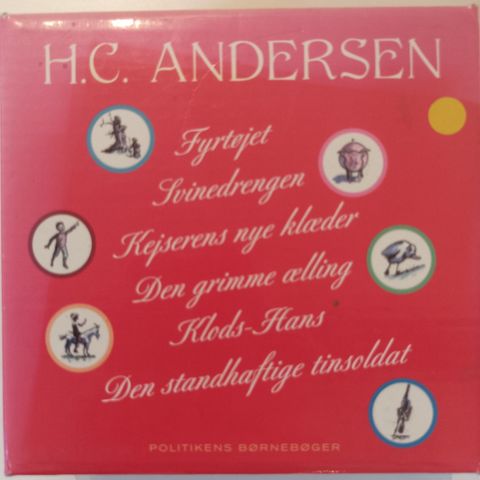 H.C. ANDERSEN
Fyrtøjet
Svinedrengen
Kejserens nye klæder
Den grimme ælling
Klods-Hans
Den standhaftige tinsoldat
POLITIKENS BØRNEBØGER